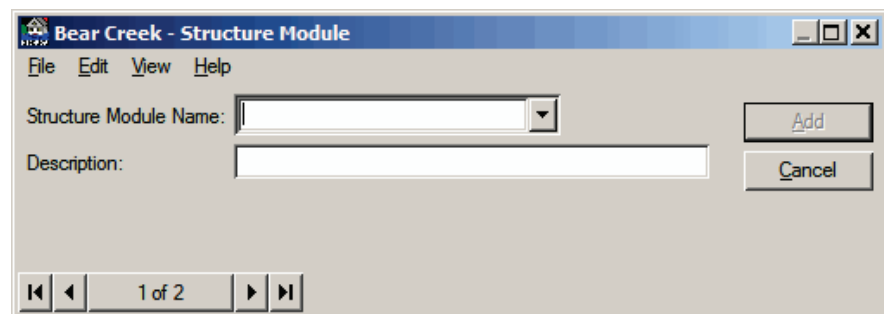 Bear Creek - Structure Module
File Edit View Help
Structure Module Name:
Add
Description:
Cancel
1 of 2